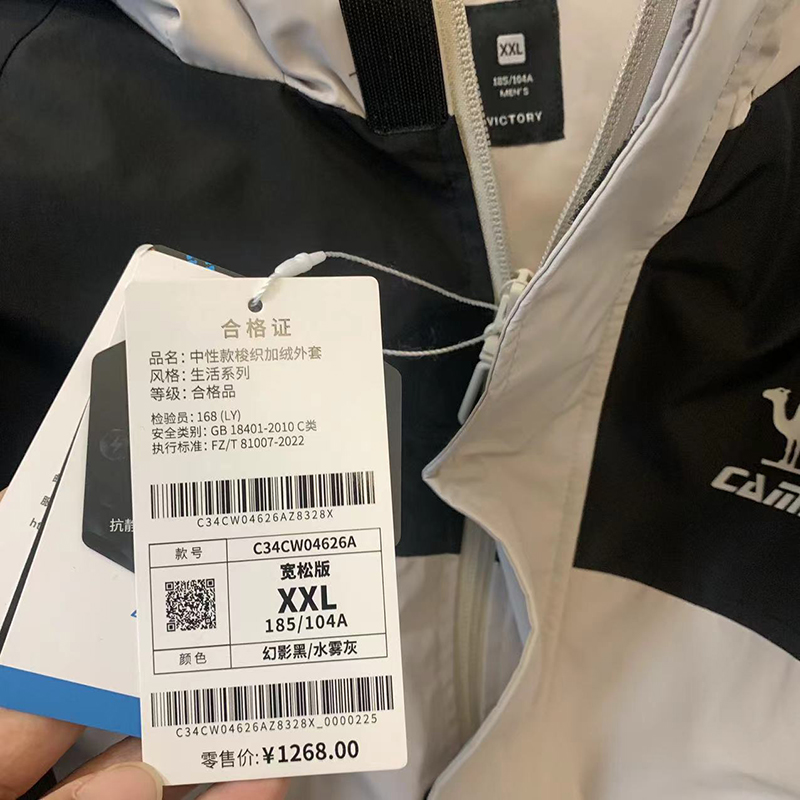 XXL
185/104A
MEN'S
VICTORY
合格证
品名：中性款梭织加绒外套
风格：生活系列
等级：合格品
检验员：168 (LY)
安全类别：GB 18401-2010 C类
执行标准：FZ/T 81007-2022
C34CW04626AZ8328X
款号 C34CW04626A
宽松版
XXL
185/104A
颜色 幻影黑/水雾灰
C34CW04626AZ8328X_0000225
零售价:¥1268.00
抗静
CAM